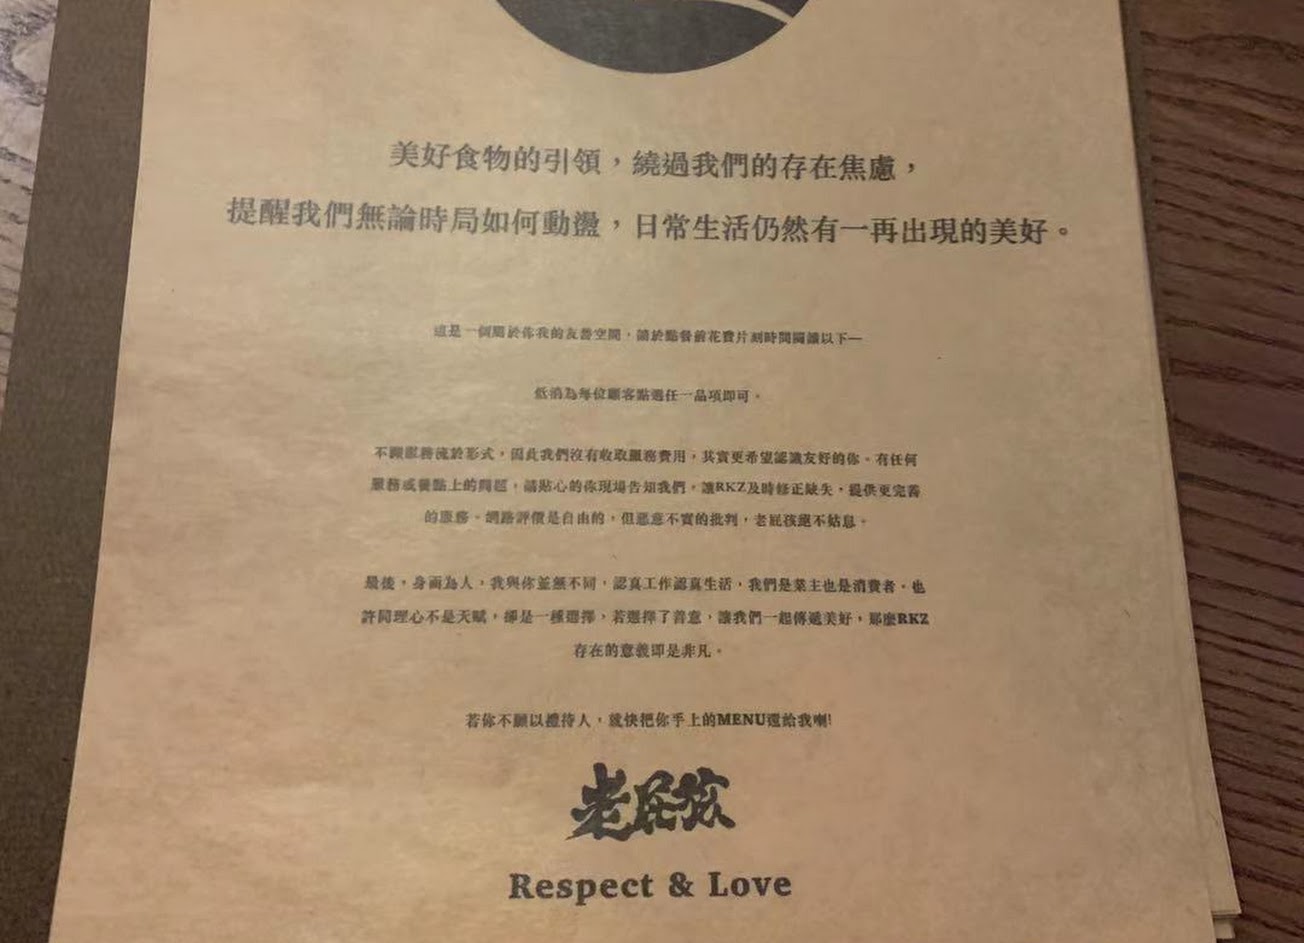 美好食物的引領，繞過我們的存在焦慮，
提醒我們無論時局如何動盪，日常生活仍然有一再出現的美好。
這是一個屬於你我的友善空間，請於點餐前花費片刻時間閱讀以下—
低消為每位顧客點選任一品項即可。
不願服務流於形式，因此我們沒有收取服務費用，其實更希望認識友好的你。有任何
服務或餐點上的問題，請貼心的你現場告知我們，讓RKZ及時修正缺失，提供更完善
的服務。網路評價是自由的，但惡意不實的批判，老屁孩絕不姑息。
最後，身而為人，我與你並無不同，認真工作認真生活，我們是業主也是消費者。也
許同理心不是天賦，卻是一種選擇，若選擇了善意，讓我們一起傳遞美好，那麼RKZ
存在的意義即是非凡。
若你不願以禮待人，就快把你手上的MENU還給我喇!
老屁孩
Respect & Love